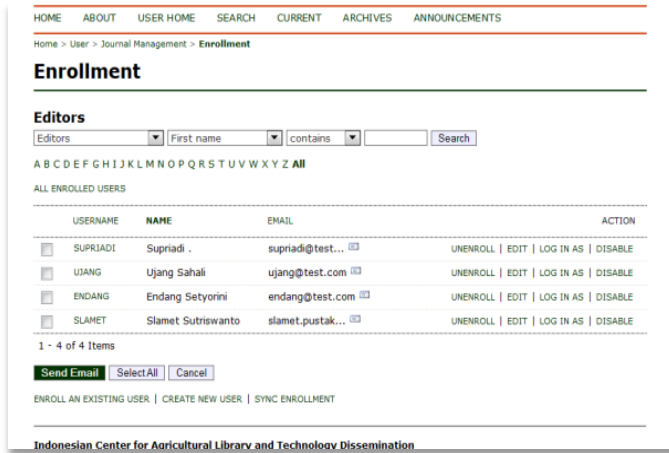 HOME ABOUT USER HOME SEARCH CURRENT ARCHIVES ANNOUNCEMENTS
Home > User > Journal Management > Enrollment
Enrollment
Editors
Editors First name contains Search
A B C D E F G H I J K L M N O P Q R S T U V W X Y Z All
ALL ENROLLED USERS
USERNAME NAME EMAIL ACTION
SUPRIADI Supriadi . supriadi@test... UNENROLL | EDIT | LOG IN AS | DISABLE
UJANG Ujang Sahali ujang@test.com UNENROLL | EDIT | LOG IN AS | DISABLE
ENDANG Endang Setyorini endang@test.com UNENROLL | EDIT | LOG IN AS | DISABLE
SLAMET Slamet Sutriswanto slamet.pustak... UNENROLL | EDIT | LOG IN AS | DISABLE
1 - 4 of 4 Items
Send Email Select All Cancel
ENROLL AN EXISTING USER | CREATE NEW USER | SYNC ENROLLMENT
Indonesian Center for Agricultural Library and Technology Dissemination